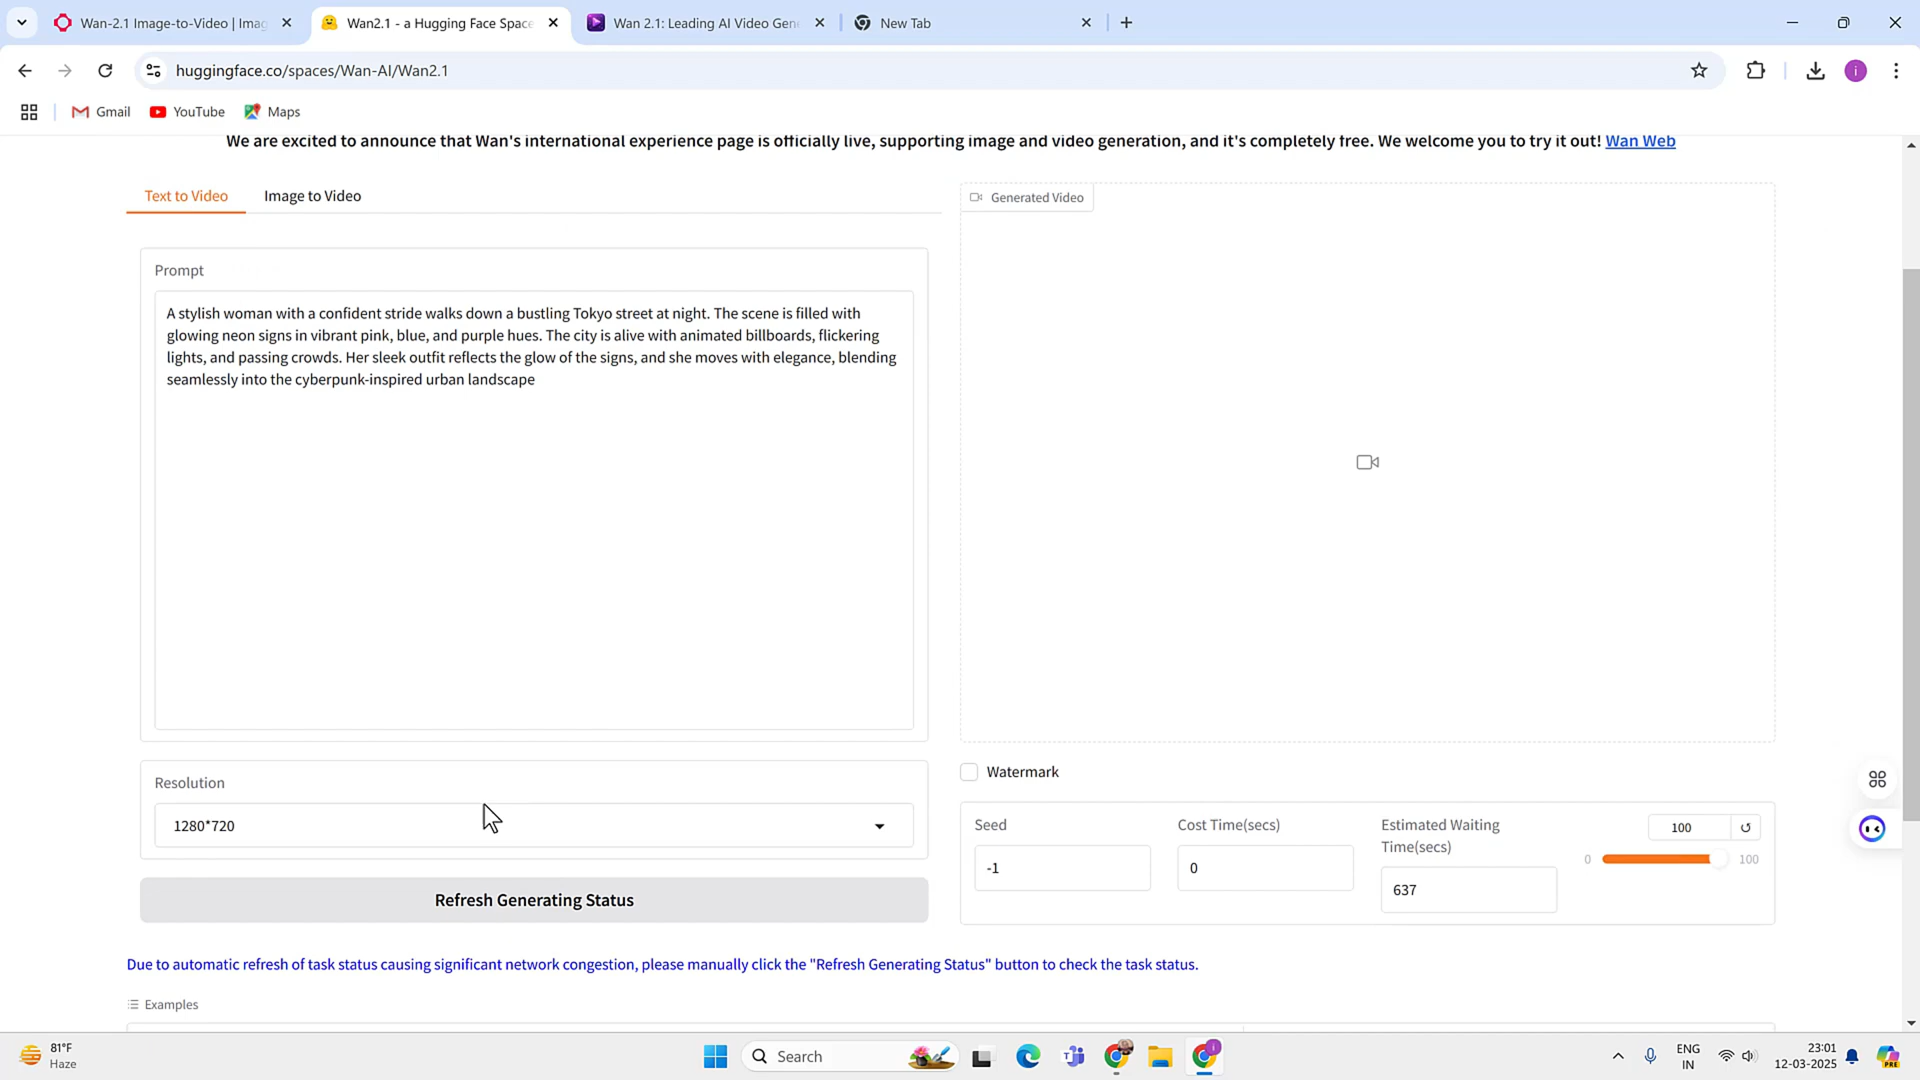 Wan-2.1 Image-to-Video | Imag
Wan2.1 - a Hugging Face Space
Wan 2.1: Leading AI Video Gene
New Tab
huggingface.co/spaces/Wan-AI/Wan2.1
i
Gmail
YouTube
Maps
We are excited to announce that Wan's international experience page is officially live, supporting image and video generation, and it's completely free. We welcome you to try it out! Wan Web
Text to Video
Image to Video
Generated Video
Prompt
A stylish woman with a confident stride walks down a bustling Tokyo street at night. The scene is filled with
glowing neon signs in vibrant pink, blue, and purple hues. The city is alive with animated billboards, flickering
lights, and passing crowds. Her sleek outfit reflects the glow of the signs, and she moves with elegance, blending
seamlessly into the cyberpunk-inspired urban landscape
Resolution
1280*720
Watermark
Seed
-1
Cost Time(secs)
0
Estimated Waiting
Time(secs)
637
100
0
100
Refresh Generating Status
Due to automatic refresh of task status causing significant network congestion, please manually click the "Refresh Generating Status" button to check the task status.
Examples
81°F
Haze
Search
i
ENG
IN
23:01
12-03-2025
PRE